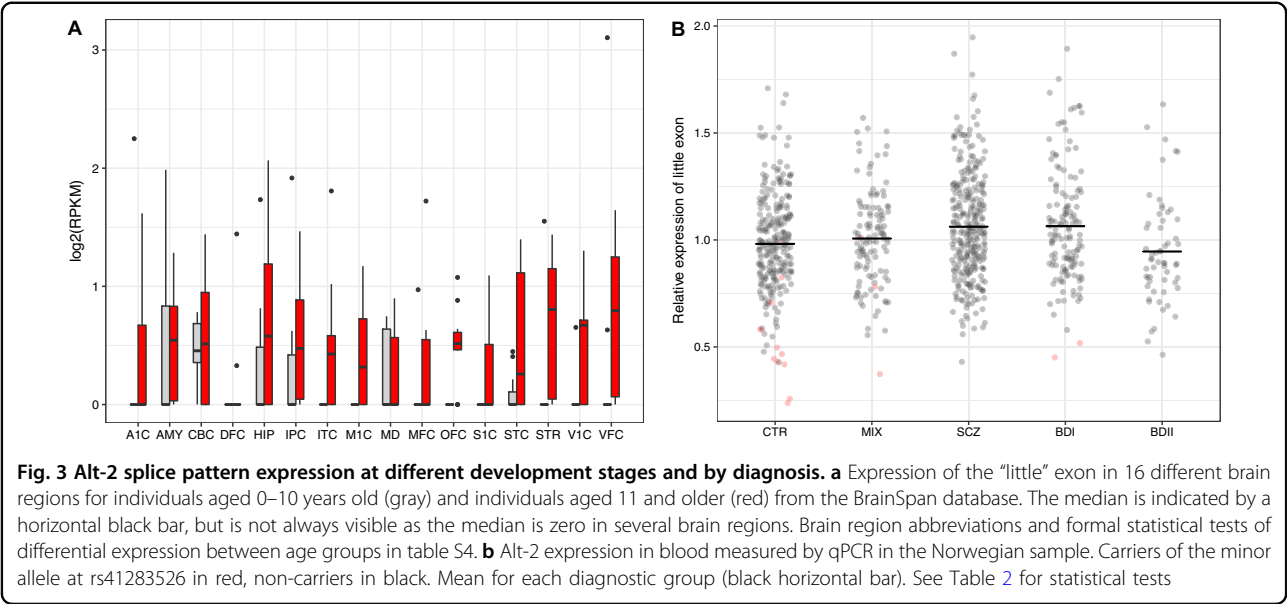 A
3
2
1
0
log2(RPKM)
A1C AMY CBC DFC HIP IPC ITC M1C MD MFC OFC S1C STC STR V1C VFC
B
2.0
1.5
1.0
0.5
Relative expression of little exon
CTR MIX SCZ BDI BDII
Fig. 3 Alt-2 splice pattern expression at different development stages and by diagnosis. a Expression of the “little” exon in 16 different brain
regions for individuals aged 0–10 years old (gray) and individuals aged 11 and older (red) from the BrainSpan database. The median is indicated by a
horizontal black bar, but is not always visible as the median is zero in several brain regions. Brain region abbreviations and formal statistical tests of
differential expression between age groups in table S4. b Alt-2 expression in blood measured by qPCR in the Norwegian sample. Carriers of the minor
allele at rs41283526 in red, non-carriers in black. Mean for each diagnostic group (black horizontal bar). See Table 2 for statistical tests